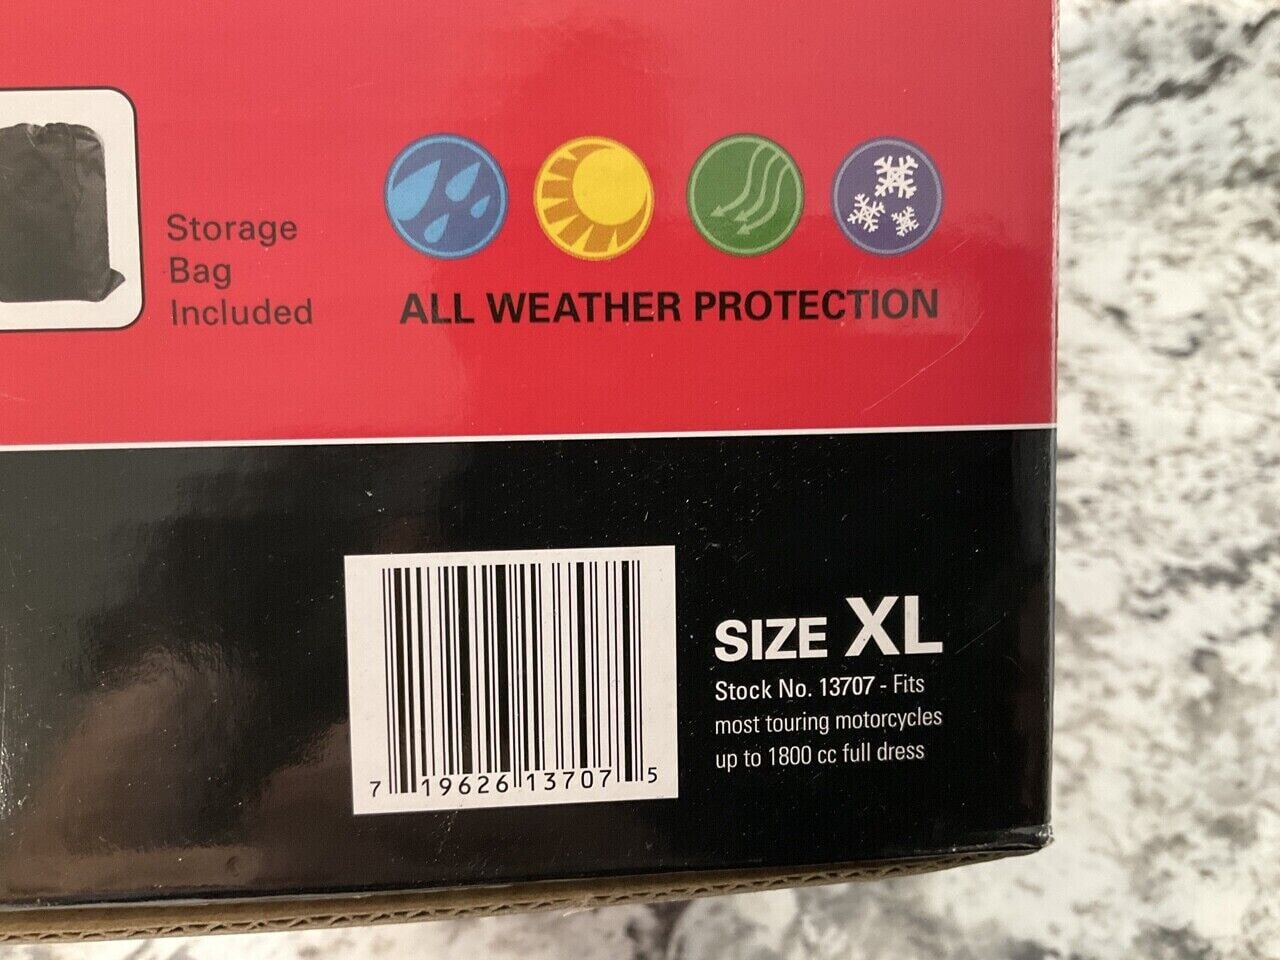 Storage
Bag
Included
ALL WEATHER PROTECTION
7 19626 13707 5
SIZE XL
Stock No. 13707 - Fits
most touring motorcycles
up to 1800 cc full dress